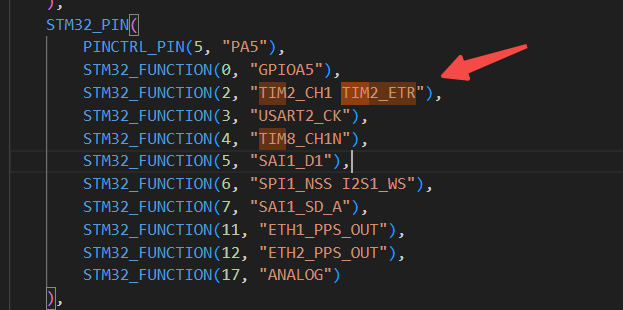 ),
STM32_PIN(
PINCTRL_PIN(5, "PA5"),
STM32_FUNCTION(0, "GPIOA5"),
STM32_FUNCTION(2, "TIM2_CH1 TIM2_ETR"),
STM32_FUNCTION(3, "USART2_CK"),
STM32_FUNCTION(4, "TIM8_CH1N"),
STM32_FUNCTION(5, "SAI1_D1"),
STM32_FUNCTION(6, "SPI1_NSS I2S1_WS"),
STM32_FUNCTION(7, "SAI1_SD_A"),
STM32_FUNCTION(11, "ETH1_PPS_OUT"),
STM32_FUNCTION(12, "ETH2_PPS_OUT"),
STM32_FUNCTION(17, "ANALOG")
),